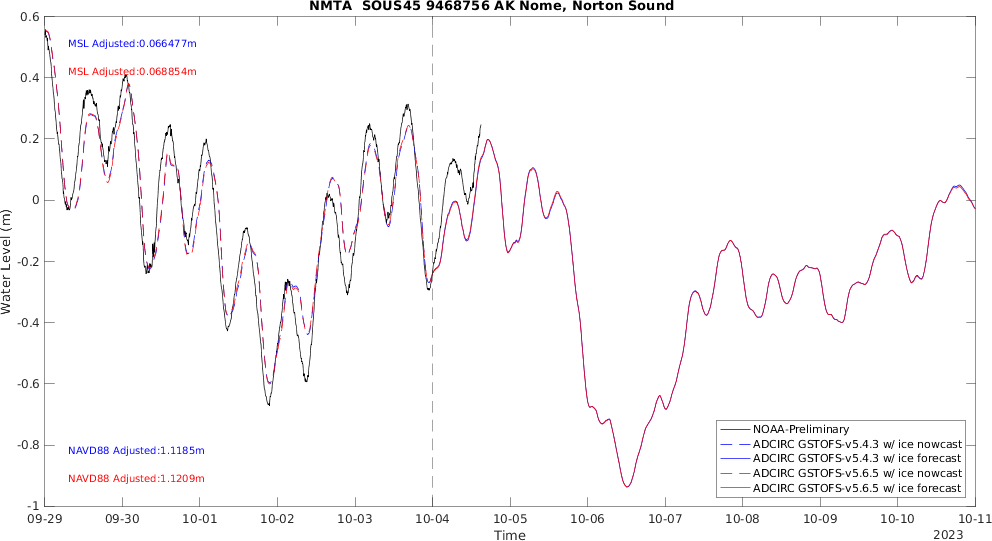 NMTA  SOUS45 9468756 AK Nome, Norton Sound
0.6
0.4
0.2
0
-0.2
-0.4
-0.6
-0.8
-1
Water Level (m)
MSL Adjusted:0.066477m
MSL Adjusted:0.068854m
NAVD88 Adjusted:1.1185m
NAVD88 Adjusted:1.1209m
NOAA-Preliminary
ADCIRC GSTOFS-v5.4.3 w/ ice nowcast
ADCIRC GSTOFS-v5.4.3 w/ ice forecast
ADCIRC GSTOFS-v5.6.5 w/ ice nowcast
ADCIRC GSTOFS-v5.6.5 w/ ice forecast
09-29 09-30 10-01 10-02 10-03 10-04 10-05 10-06 10-07 10-08 10-09 10-10 10-11
Time
2023